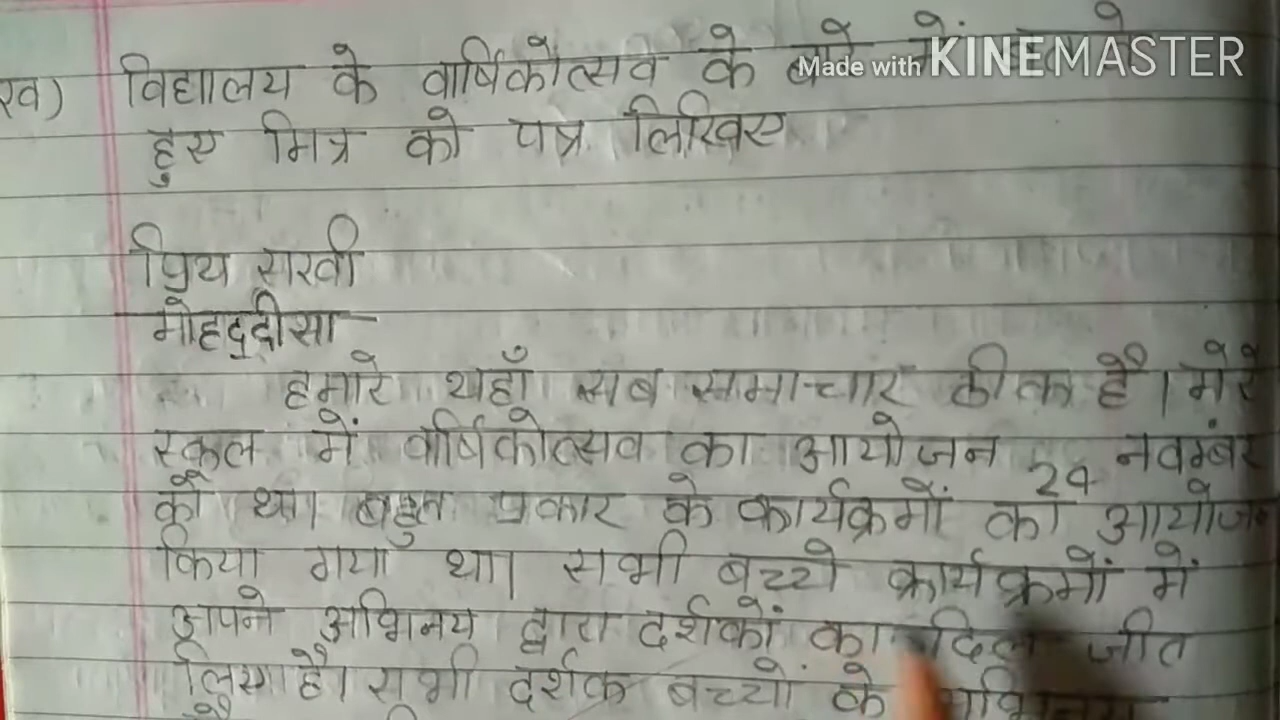 ख) विद्यालय के वार्षिकोत्सव के बारे में
Made with KINEMASTER
हुए मित्र को पत्र लिखिए
प्रिय सखी
मोहद्दीसा
हमारे यहाँ सब समाचार ठीक है। मेरे
स्कूल में वार्षिकोत्सव का आयोजन 24 नवम्बर
को था। बहुत प्रकार के कार्यक्रमों का आयोजन
किया गया था। सभी बच्चे कार्यक्रमों में
अपने अभिनय द्वारा दर्शकों का दिल जीत
लिए है। सभी दर्शक बच्चों के